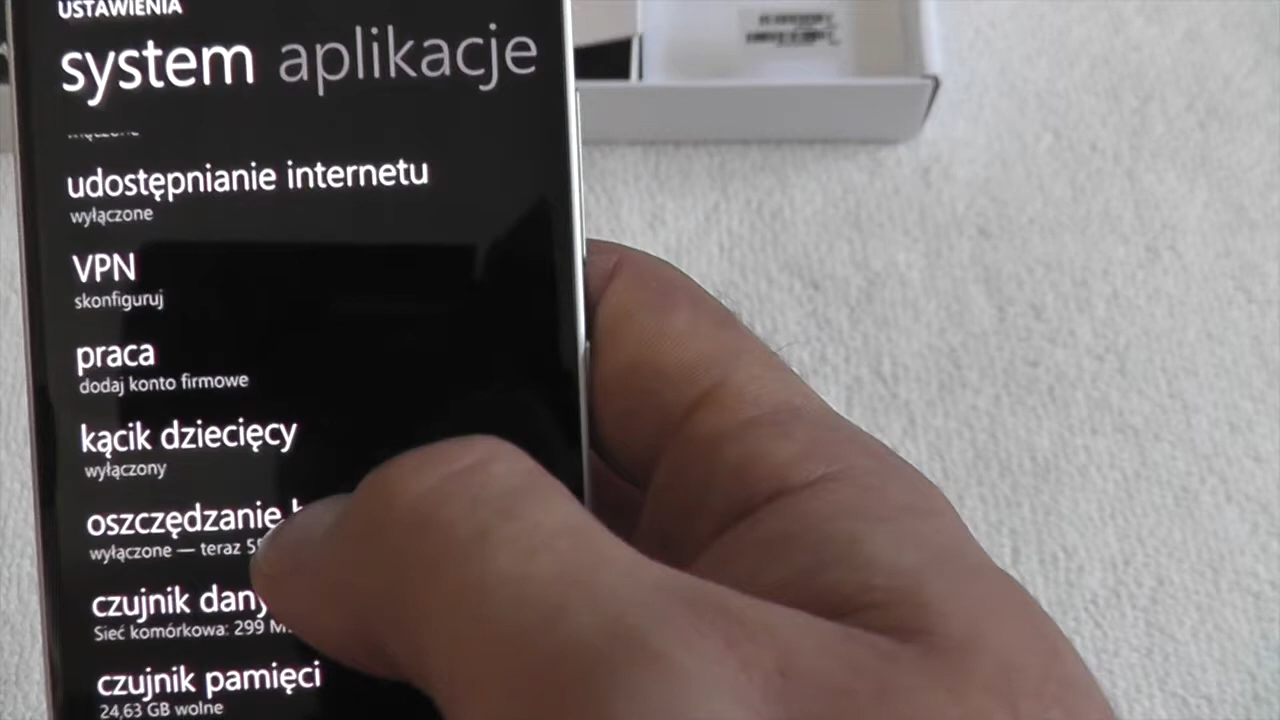 USTAWIENIA
system aplikacje
udostępnianie internetu
wyłączone
VPN
skonfiguruj
praca
dodaj konto firmowe
kącik dziecięcy
wyłączony
oszczędzanie
wyłączone — teraz
czujnik
Sieć komórkowa: 299
czujnik pamięci
24,63 GB wolne